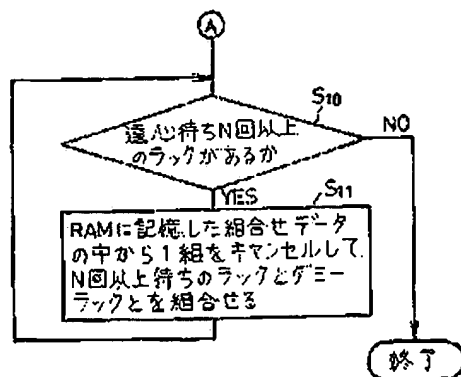 A
S10
遠心待ちN回以上
のラックがあるか
NO
YES
S11
RAMに記憶した組合せデータ
の中から1組をキャンセルして
N回以上待ちのラックとダミー
ラックとを組合せる
終了